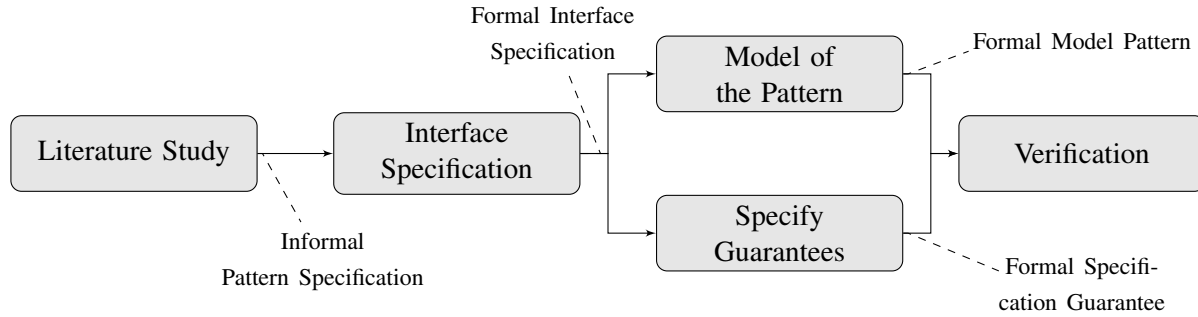 Formal Interface
Specification
Model of
the Pattern
Formal Model Pattern
Literature Study
Interface
Specification
Verification
Informal
Pattern Specification
Specify
Guarantees
Formal Specifi-
cation Guarantee